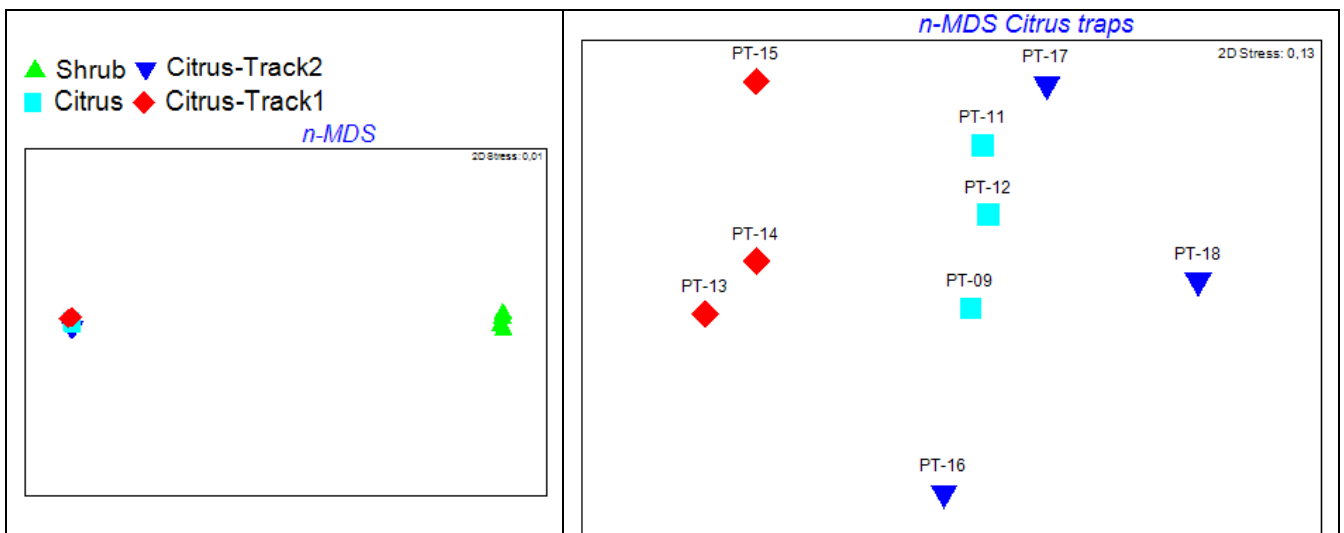 Shrub Citrus-Track2
Citrus Citrus-Track1
n-MDS
2D Stress: 0,01
n-MDS Citrus traps
2D Stress: 0,13
PT-15
PT-17
PT-11
PT-12
PT-14
PT-18
PT-13
PT-09
PT-16